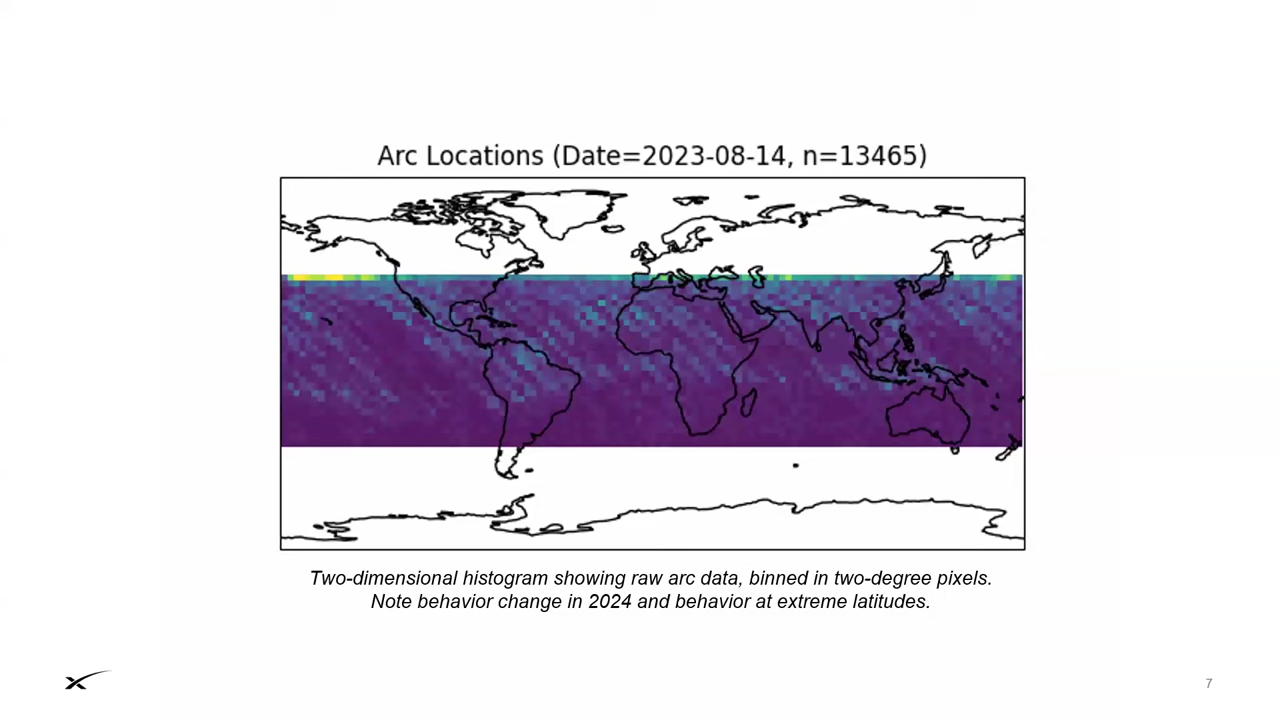 Arc Locations (Date=2023-08-14, n=13465)
Two-dimensional histogram showing raw arc data, binned in two-degree pixels.
Note behavior change in 2024 and behavior at extreme latitudes.
7